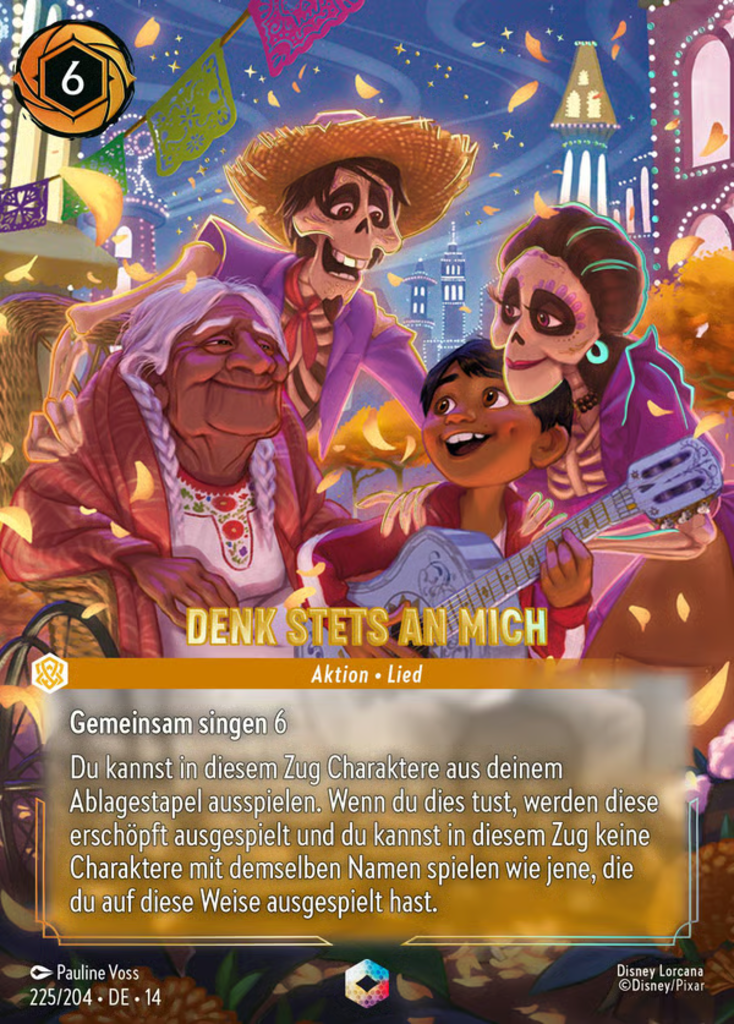 6
DENK STETS AN MICH
Aktion • Lied
Gemeinsam singen 6
Du kannst in diesem Zug Charaktere aus deinem
Ablagestapel ausspielen. Wenn du dies tust, werden diese
erschöpft ausgespielt und du kannst in diesem Zug keine
Charaktere mit demselben Namen spielen wie jene, die
du auf diese Weise ausgespielt hast.
Pauline Voss
225/204 • DE • 14
Disney Lorcana
©Disney/Pixar